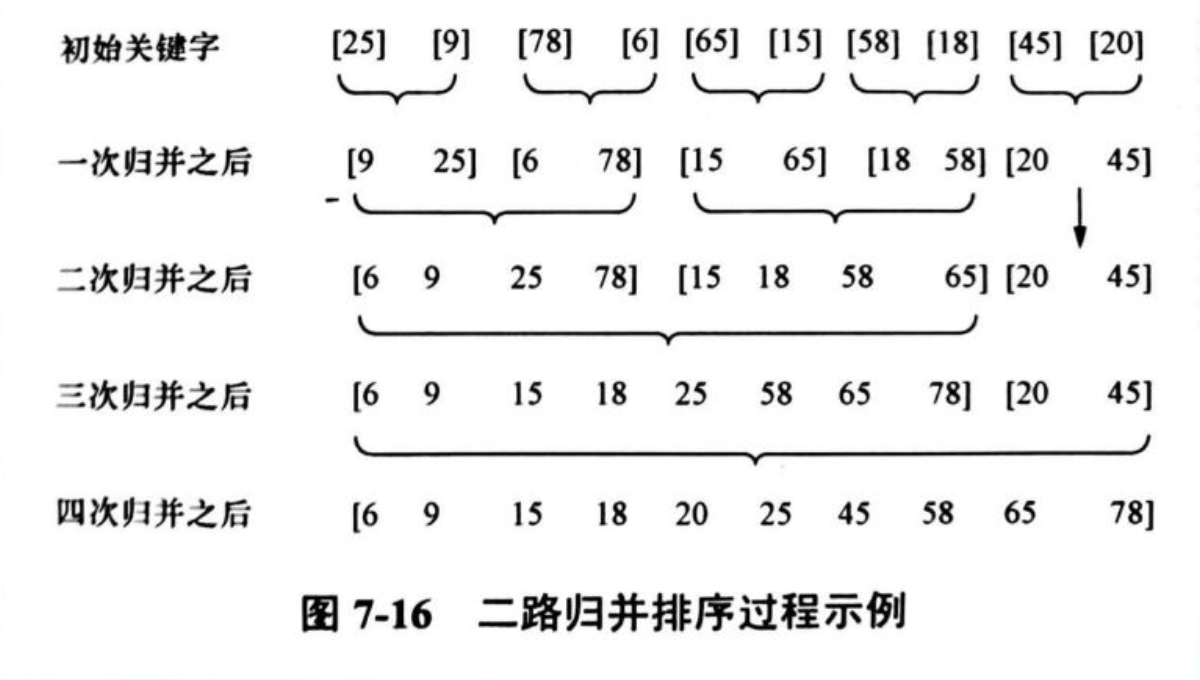 初始关键字 [25] [9] [78] [6] [65] [15] [58] [18] [45] [20]
一次归并之后 [9 25] [6 78] [15 65] [18 58] [20 45]
二次归并之后 [6 9 25 78] [15 18 58 65] [20 45]
三次归并之后 [6 9 15 18 25 58 65 78] [20 45]
四次归并之后 [6 9 15 18 20 25 45 58 65 78]
图 7-16 二路归并排序过程示例